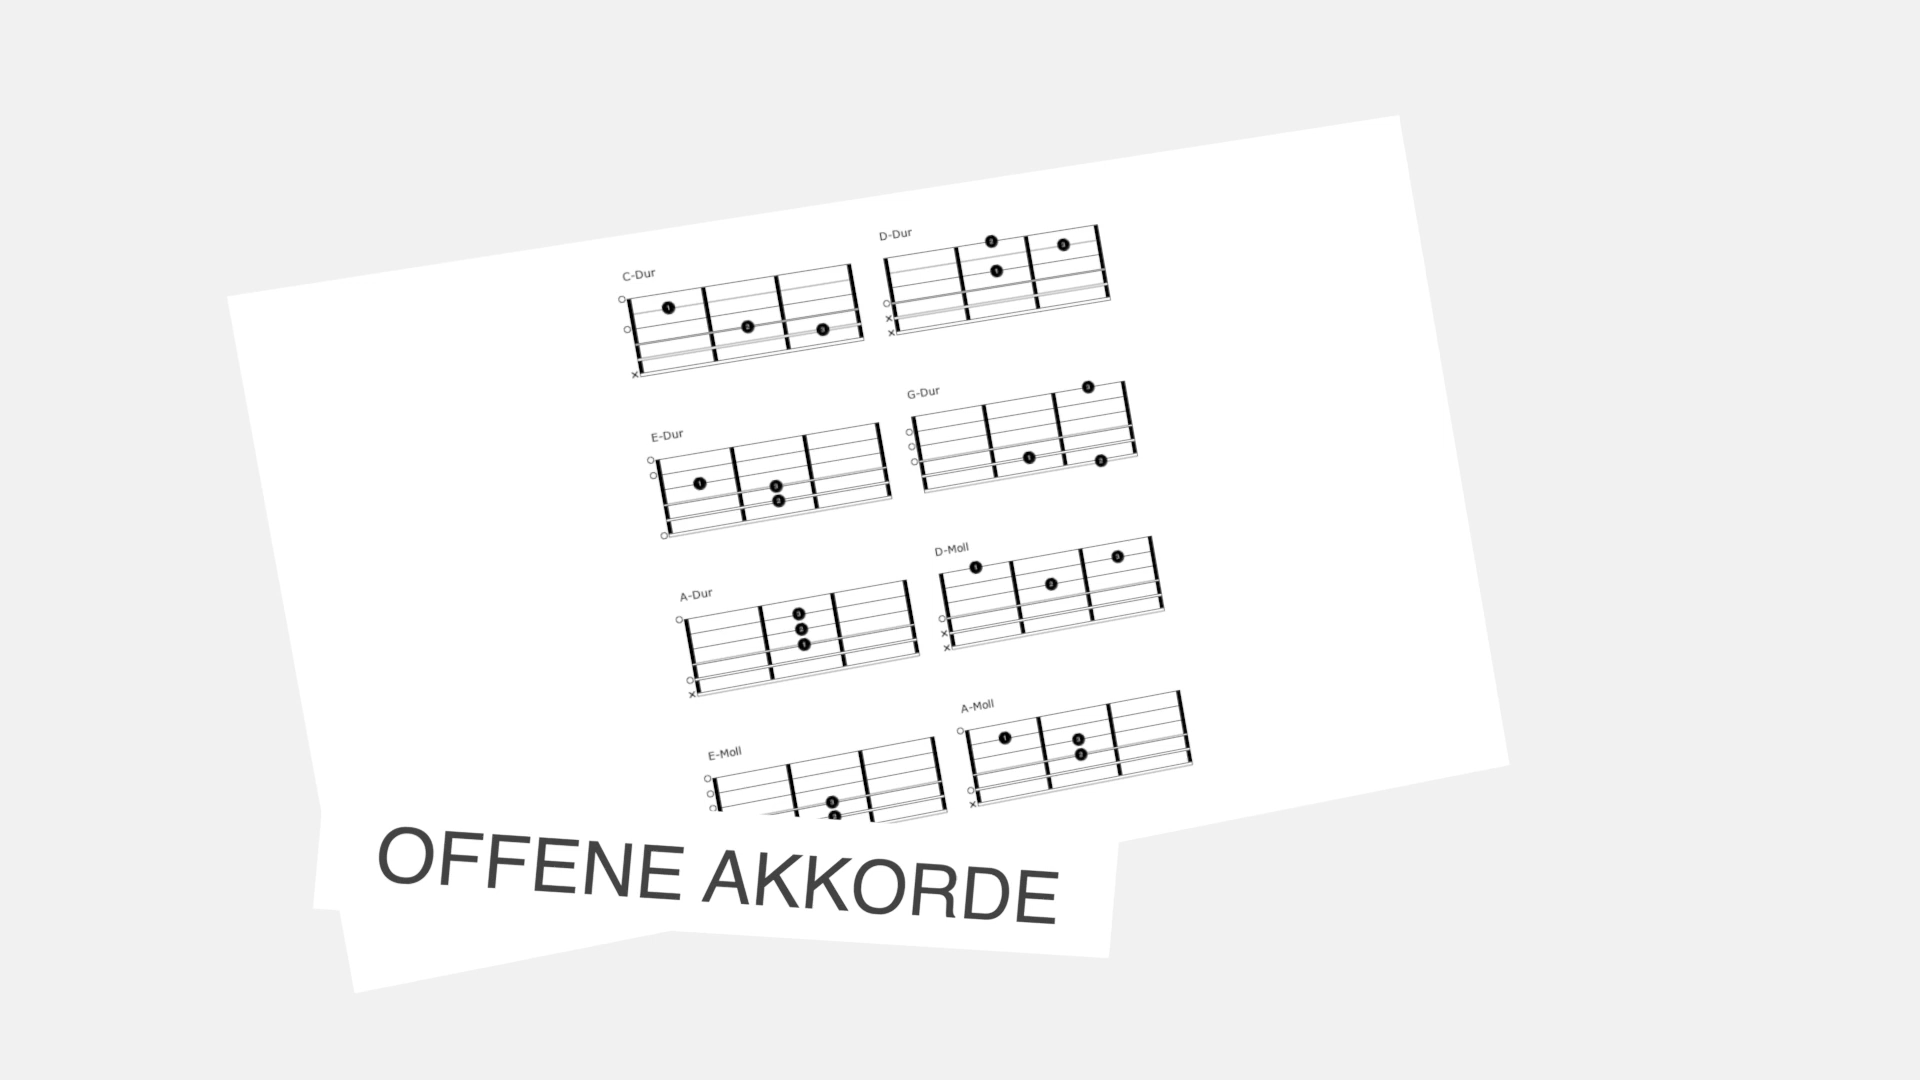 C-Dur
D-Dur
E-Dur
G-Dur
A-Dur
D-Moll
E-Moll
A-Moll
OFFENE AKKORDE